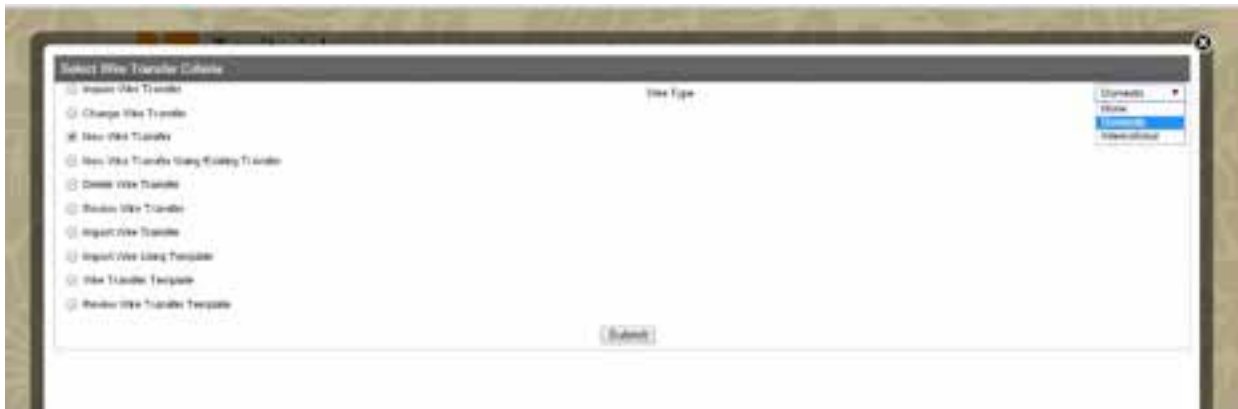 Select Wire Transfer Criteria
Inquire Wire Transfer
Wire Type
Domestic
Change Wire Transfer
None
Domestic
International
New Wire Transfer
New Wire Transfer Using Existing Transfer
Delete Wire Transfer
Review Wire Transfer
Import Wire Transfer
Import Wire Using Template
Wire Transfer Template
Review Wire Transfer Template
Submit